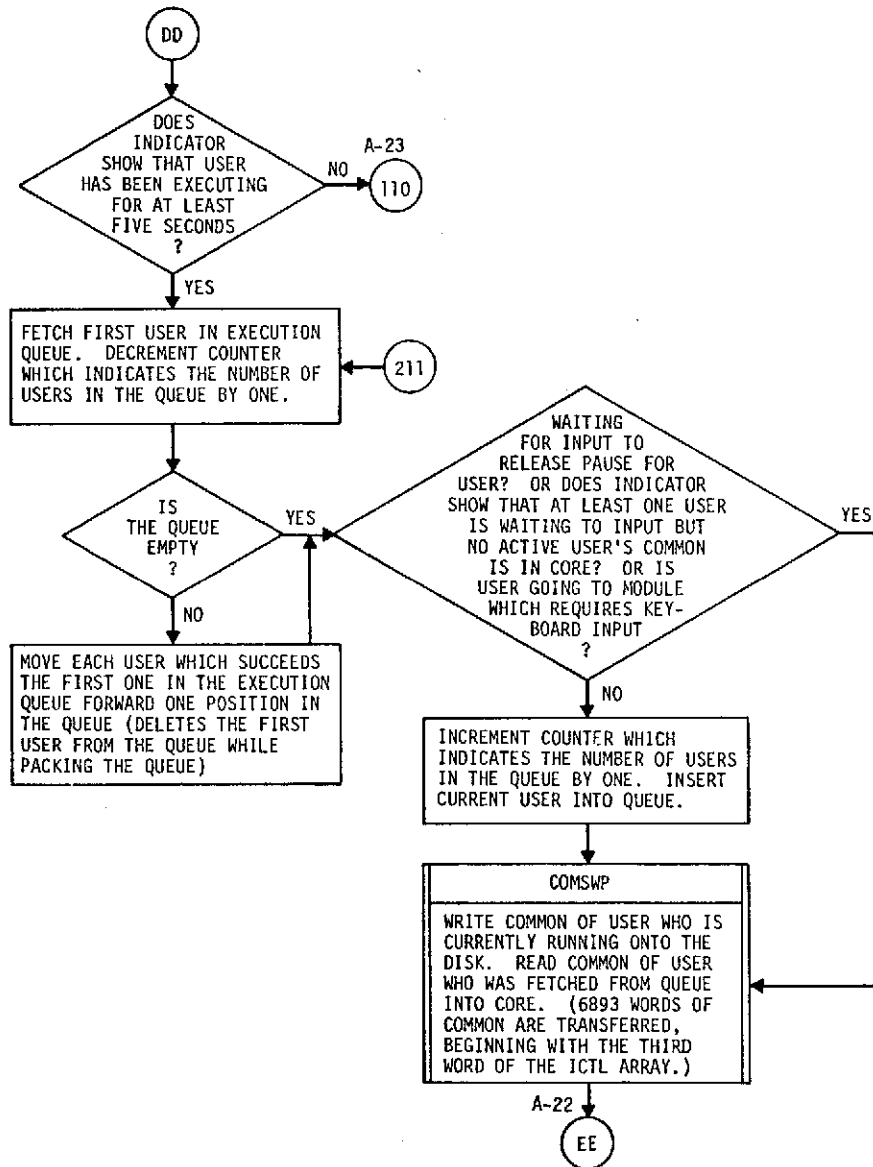 DD
DOES
INDICATOR
SHOW THAT USER
HAS BEEN EXECUTING
FOR AT LEAST
FIVE SECONDS
?
NO
A-23
110
YES
FETCH FIRST USER IN EXECUTION
QUEUE. DECREMENT COUNTER
WHICH INDICATES THE NUMBER OF
USERS IN THE QUEUE BY ONE.
211
IS
THE QUEUE
EMPTY
?
YES
NO
MOVE EACH USER WHICH SUCCEEDS
THE FIRST ONE IN THE EXECUTION
QUEUE FORWARD ONE POSITION IN
THE QUEUE (DELETES THE FIRST
USER FROM THE QUEUE WHILE
PACKING THE QUEUE)
WAITING
FOR INPUT TO
RELEASE PAUSE FOR
USER? OR DOES INDICATOR
SHOW THAT AT LEAST ONE USER
IS WAITING TO INPUT BUT
NO ACTIVE USER'S COMMON
IS IN CORE? OR IS
USER GOING TO MODULE
WHICH REQUIRES KEY-
BOARD INPUT
?
YES
NO
INCREMENT COUNTER WHICH
INDICATES THE NUMBER OF USERS
IN THE QUEUE BY ONE. INSERT
CURRENT USER INTO QUEUE.
COMSWP
WRITE COMMON OF USER WHO IS
CURRENTLY RUNNING ONTO THE
DISK. READ COMMON OF USER
WHO WAS FETCHED FROM QUEUE
INTO CORE. (6893 WORDS OF
COMMON ARE TRANSFERRED,
BEGINNING WITH THE THIRD
WORD OF THE ICTL ARRAY.)
A-22
EE